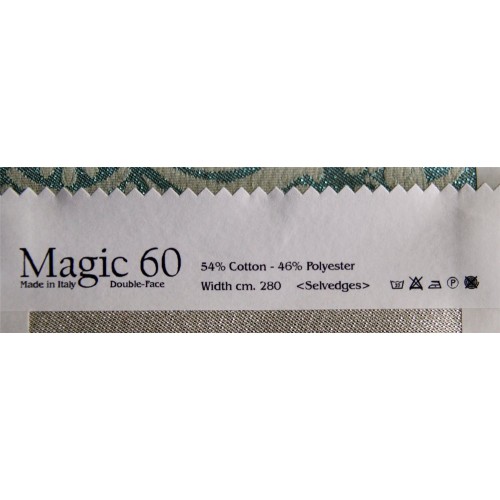 Magic 60
Made in Italy Double-Face
54% Cotton - 46% Polyester
Width cm. 280 <Selvedges>